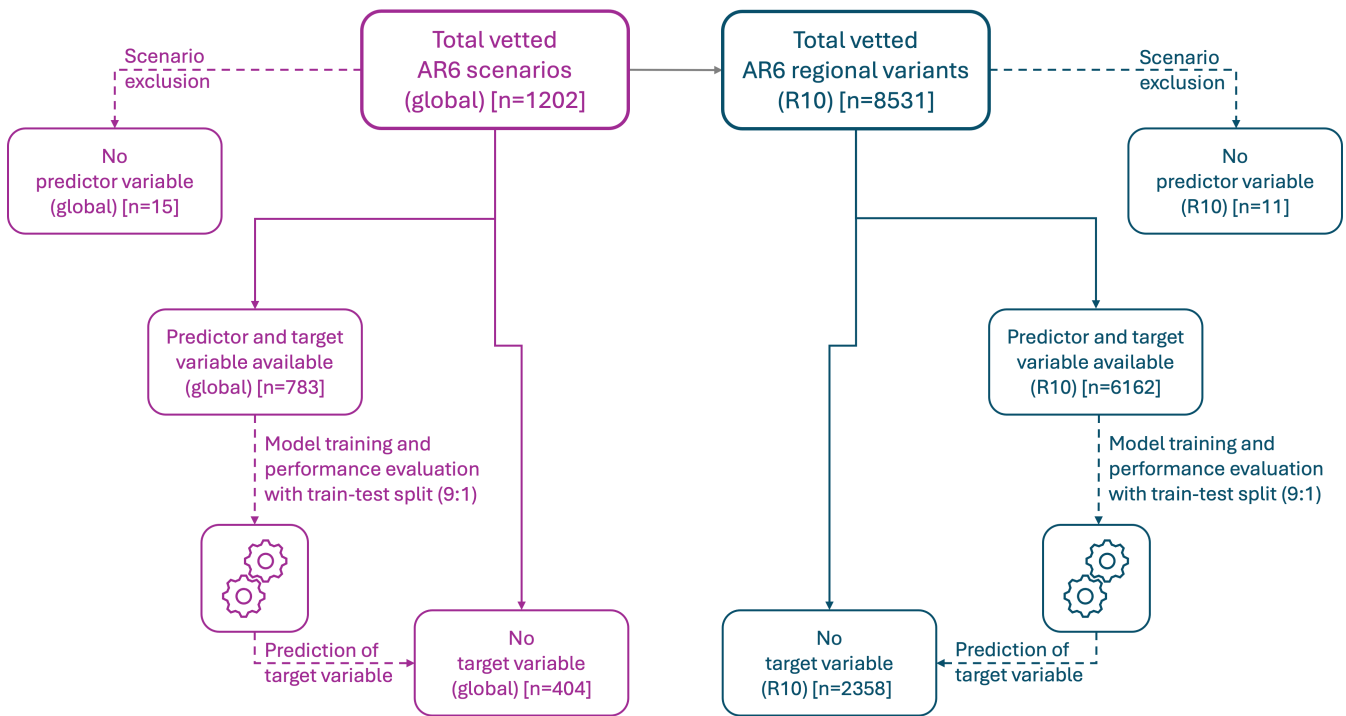 Total vetted
AR6 scenarios
(global) [n=1202]
Total vetted
AR6 regional variants
(R10) [n=8531]
Scenario
exclusion
Scenario
exclusion
No
predictor variable
(global) [n=15]
No
predictor variable
(R10) [n=11]
Predictor and target
variable available
(global) [n=783]
Predictor and target
variable available
(R10) [n=6162]
Model training and
performance evaluation
with train-test split (9:1)
Model training and
performance evaluation
with train-test split (9:1)
Prediction of
target variable
No
target variable
(global) [n=404]
No
target variable
(R10) [n=2358]
Prediction of
target variable